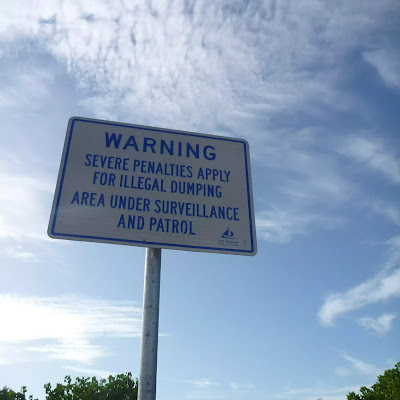 WARNING
SEVERE PENALTIES APPLY
FOR ILLEGAL DUMPING
AREA UNDER SURVEILLANCE
AND PATROL